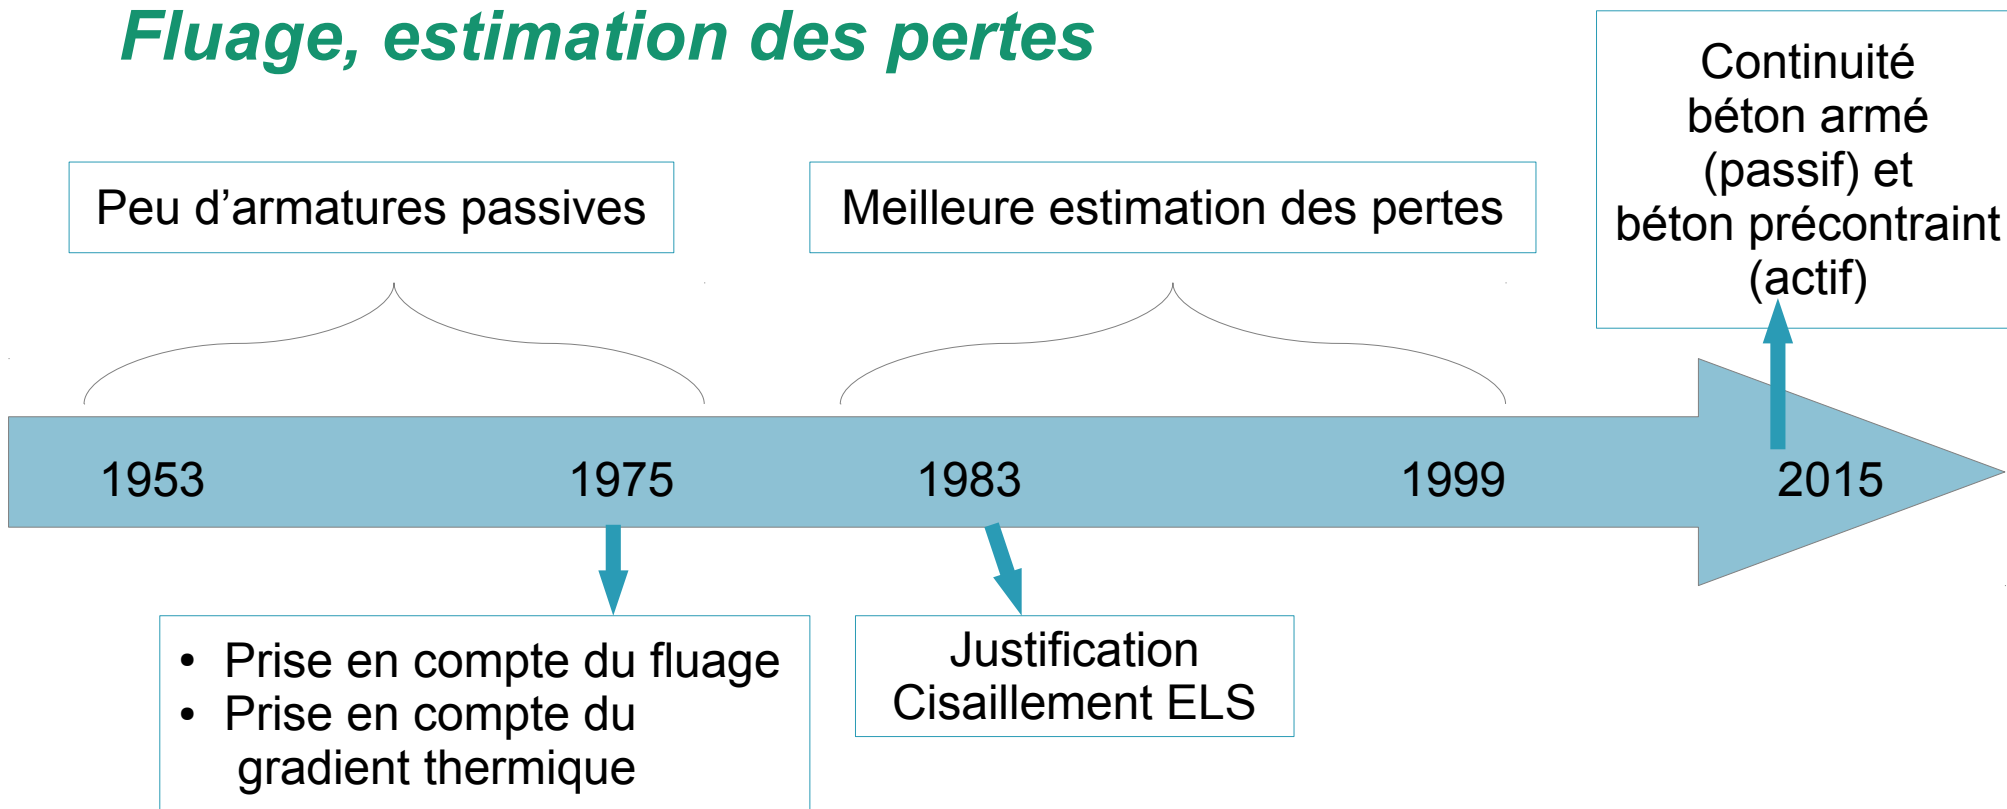 Fluage, estimation des pertes
Continuité
béton armé
(passif) et
béton précontraint
(actif)
Peu d’armatures passives
Meilleure estimation des pertes
1953
1975
1983
1999
2015
• Prise en compte du fluage
• Prise en compte du
gradient thermique
Justification
Cisaillement ELS